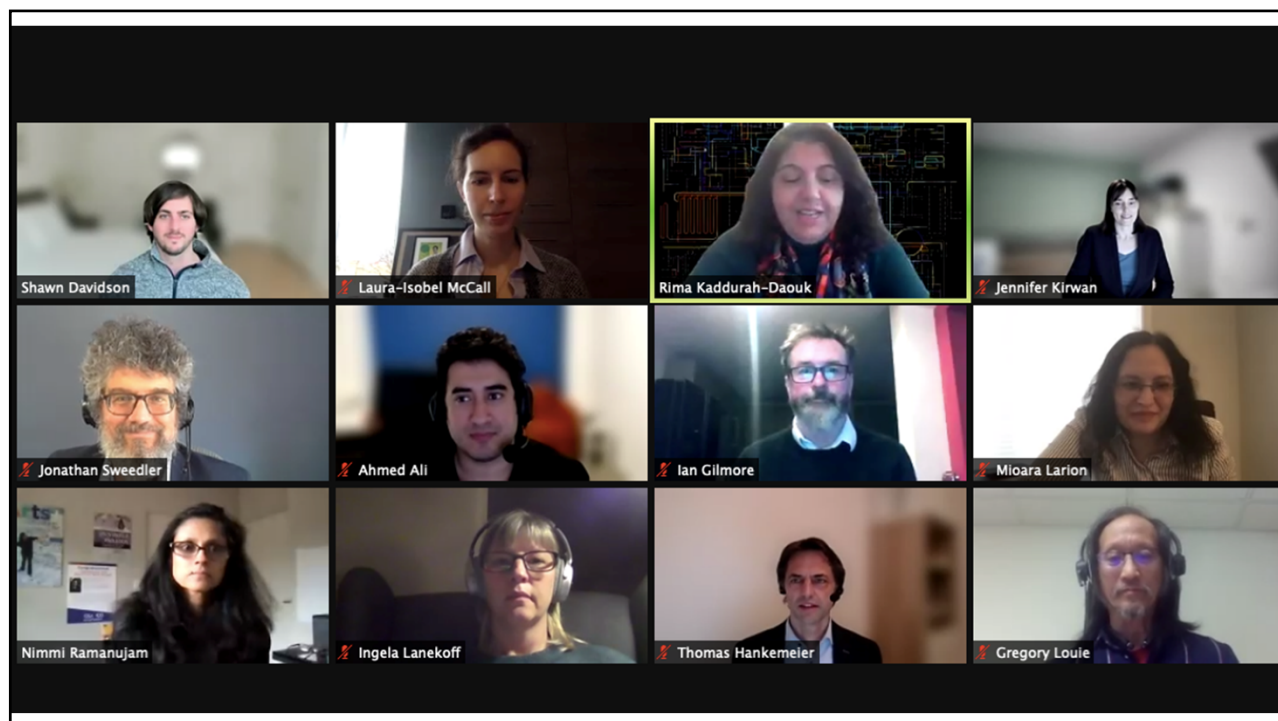 Shawn Davidson
Laura-Isobel McCall
Rima Kaddurah-Daouk
Jennifer Kirwan
Jonathan Sweedler
Ahmed Ali
Ian Gilmore
Mioara Larion
Nimmi Ramanujam
Ingela Lanekoff
Thomas Hankemeier
Gregory Louie